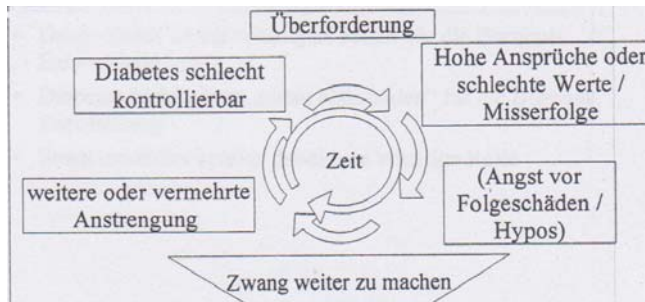 Überforderung
Hohe Ansprüche oder
schlechte Werte /
Misserfolge
(Angst vor
Folgeschäden /
Hypos)
Zwang weiter zu machen
weitere oder vermehrte
Anstrengung
Diabetes schlecht
kontrollierbar
Zeit